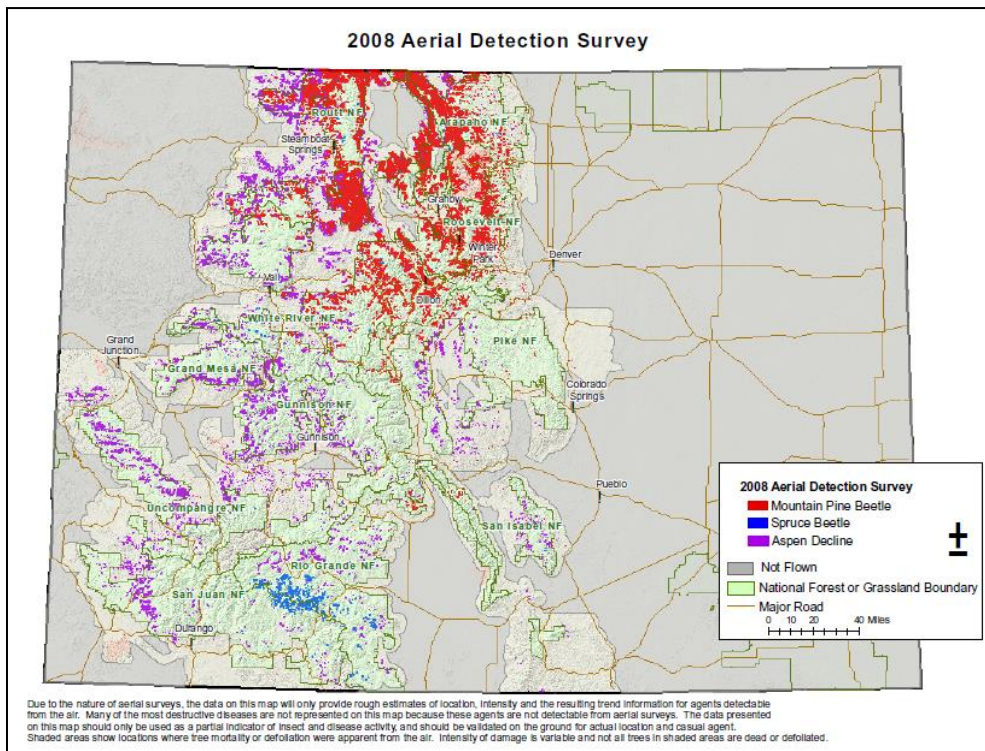 2008 Aerial Detection Survey
Routt NF
Arapaho NF
Steamboat
Springs
Granby
Roosevelt NF
Winter
Park
Denver
Vail
Dillon
White River NF
Grand
Junction
Pike NF
Grand Mesa NF
Colorado
Springs
Gunnison NF
Gunnison
Pueblo
Uncompahgre NF
San Isabel NF
Rio Grande NF
San Juan NF
Durango
2008 Aerial Detection Survey
Mountain Pine Beetle
Spruce Beetle
Aspen Decline
Not Flown
National Forest or Grassland Boundary
Major Road
0 10 20 40 Miles
Due to the nature of aerial surveys, the data on this map will only provide rough estimates of location, intensity and the resulting trend information for agents detectable
from the air. Many of the most destructive diseases are not represented on this map because these agents are not detectable from aerial surveys. The data presented
on this map should only be used as a partial indicator of insect and disease activity, and should be validated on the ground for actual location and casual agent.
Shaded areas show locations where tree mortality or defoliation were apparent from the air. Intensity of damage is variable and not all trees in shaded areas are dead or defoliated.